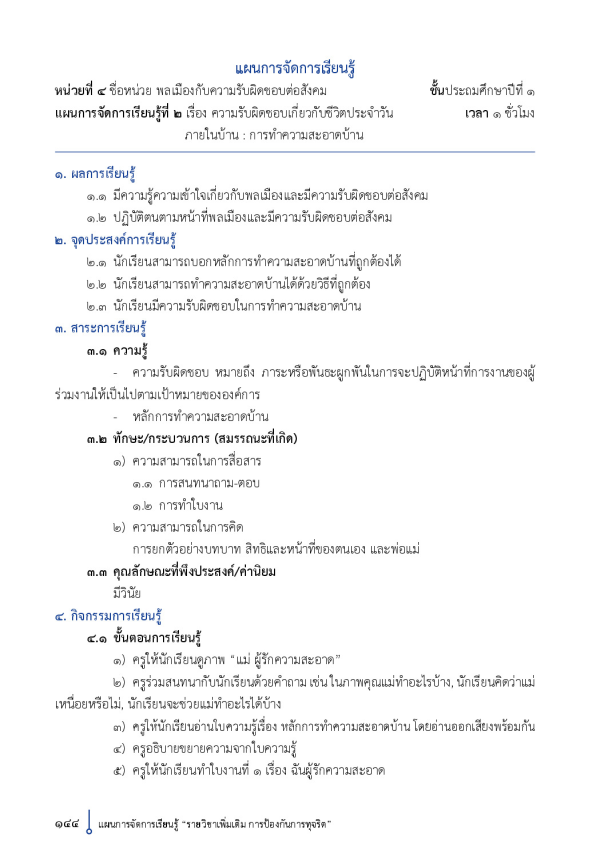 แผนการจัดการเรียนรู้
หน่วยที่ ๔ ชื่อหน่วย พลเมืองกับความรับผิดชอบต่อสังคม ชั้นประถมศึกษาปีที่ ๑
แผนการจัดการเรียนรู้ที่ ๒ เรื่อง ความรับผิดชอบเกี่ยวกับชีวิตประจำวัน เวลา ๑ ชั่วโมง
ภายในบ้าน : การทำความสะอาดบ้าน
๑. ผลการเรียนรู้
๑.๑ มีความรู้ความเข้าใจเกี่ยวกับพลเมืองและมีความรับผิดชอบต่อสังคม
๑.๒ ปฏิบัติตนตามหน้าที่พลเมืองและมีความรับผิดชอบต่อสังคม
๒. จุดประสงค์การเรียนรู้
๒.๑ นักเรียนสามารถบอกหลักการทำความสะอาดบ้านที่ถูกต้องได้
๒.๒ นักเรียนสามารถทำความสะอาดบ้านได้ด้วยวิธีที่ถูกต้อง
๒.๓ นักเรียนมีความรับผิดชอบในการทำความสะอาดบ้าน
๓. สาระการเรียนรู้
๓.๑ ความรู้
- ความรับผิดชอบ หมายถึง ภาระหรือพันธะผูกพันในการจะปฏิบัติหน้าที่การงานของผู้
ร่วมงานให้เป็นไปตามเป้าหมายขององค์การ
- หลักการทำความสะอาดบ้าน
๓.๒ ทักษะ/กระบวนการ (สมรรถนะที่เกิด)
๑) ความสามารถในการสื่อสาร
๑.๑ การสนทนาถาม-ตอบ
๑.๒ การทำใบงาน
๒) ความสามารถในการคิด
การยกตัวอย่างบทบาท สิทธิและหน้าที่ของตนเอง และพ่อแม่
๓.๓ คุณลักษณะที่พึงประสงค์/ค่านิยม
มีวินัย
๔. กิจกรรมการเรียนรู้
๔.๑ ขั้นตอนการเรียนรู้
๑) ครูให้นักเรียนดูภาพ “แม่ ผู้รักความสะอาด”
๒) ครูร่วมสนทนากับนักเรียนด้วยคำถาม เช่น ในภาพคุณแม่ทำอะไรบ้าง, นักเรียนคิดว่าแม่
เหนื่อยหรือไม่, นักเรียนจะช่วยแม่ทำอะไรได้บ้าง
๓) ครูให้นักเรียนอ่านใบความรู้เรื่อง หลักการทำความสะอาดบ้าน โดยอ่านออกเสียงพร้อมกัน
๔) ครูอธิบายขยายความจากใบความรู้
๕) ครูให้นักเรียนทำใบงานที่ ๑ เรื่อง ฉันผู้รักความสะอาด
๑๔๔ แผนการจัดการเรียนรู้ “รายวิชาเพิ่มเติม การป้องกันการทุจริต”